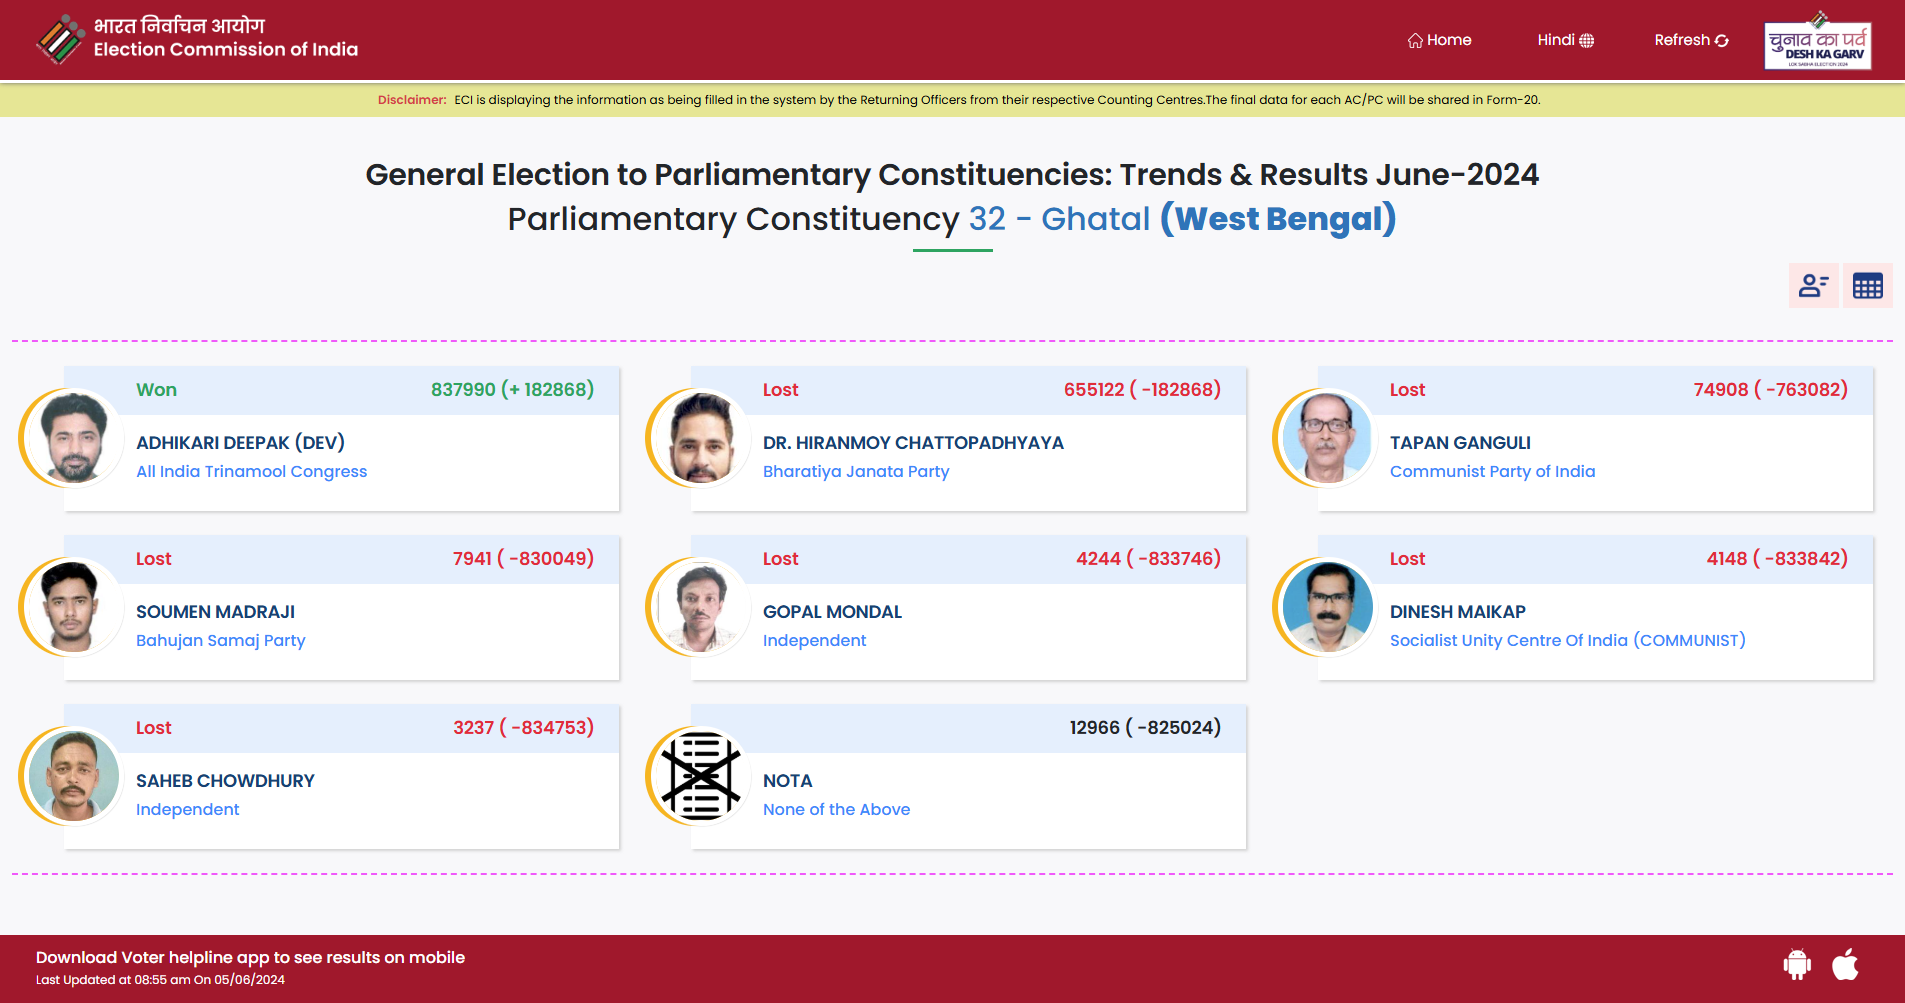 भारत निर्वाचन आयोग
Election Commission of India
Home
Hindi
Refresh
चुनाव का पर्व
DESH KA GARV
LOK SABHA ELECTION 2024
Disclaimer: ECI is displaying the information as being filled in the system by the Returning Officers from their respective Counting Centres.The final data for each AC/PC will be shared in Form-20.
General Election to Parliamentary Constituencies: Trends & Results June-2024
Parliamentary Constituency 32 - Ghatal (West Bengal)
Won 837990 (+ 182868)
ADHIKARI DEEPAK (DEV)
All India Trinamool Congress
Lost 655122 ( -182868)
DR. HIRANMOY CHATTOPADHYAYA
Bharatiya Janata Party
Lost 74908 ( -763082)
TAPAN GANGULI
Communist Party of India
Lost 7941 ( -830049)
SOUMEN MADRAJI
Bahujan Samaj Party
Lost 4244 ( -833746)
GOPAL MONDAL
Independent
Lost 4148 ( -833842)
DINESH MAIKAP
Socialist Unity Centre Of India (COMMUNIST)
Lost 3237 ( -834753)
SAHEB CHOWDHURY
Independent
12966 ( -825024)
NOTA
None of the Above
Download Voter helpline app to see results on mobile
Last Updated at 08:55 am On 05/06/2024